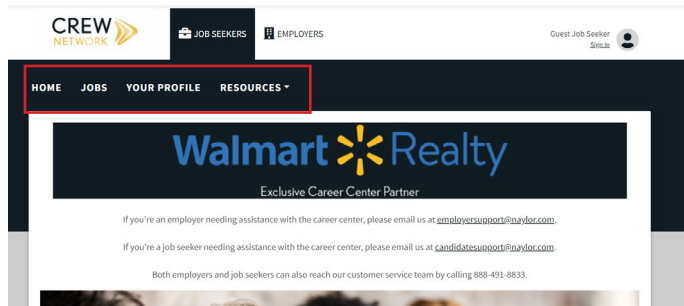 CREW
NETWORK
JOB SEEKERS
EMPLOYERS
Guest Job Seeker
Sign In
HOME JOBS YOUR PROFILE RESOURCES
Walmart Realty
Exclusive Career Center Partner
If you're an employer needing assistance with the career center, please email us at employersupport@naylor.com.
If you're a job seeker needing assistance with the career center, please email us at candidatesupport@naylor.com.
Both employers and job seekers can also reach our customer service team by calling 888-491-8833.